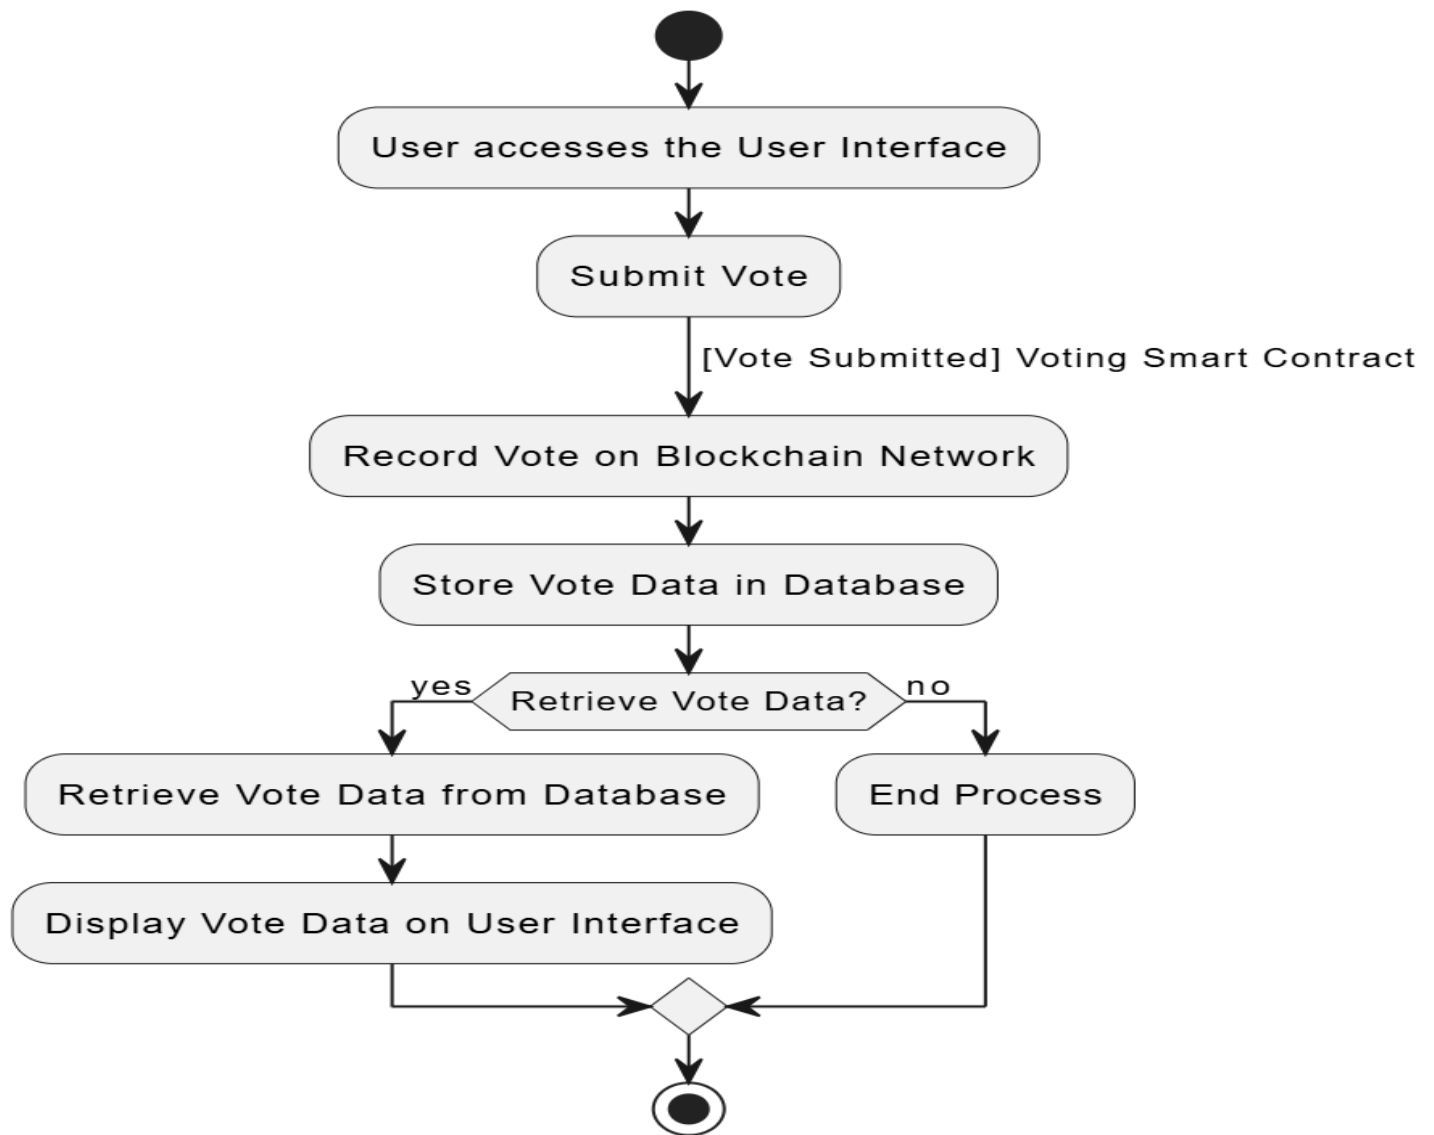 User accesses the User Interface
Submit Vote
[Vote Submitted] Voting Smart Contract
Record Vote on Blockchain Network
Store Vote Data in Database
yes
Retrieve Vote Data?
no
Retrieve Vote Data from Database
End Process
Display Vote Data on User Interface